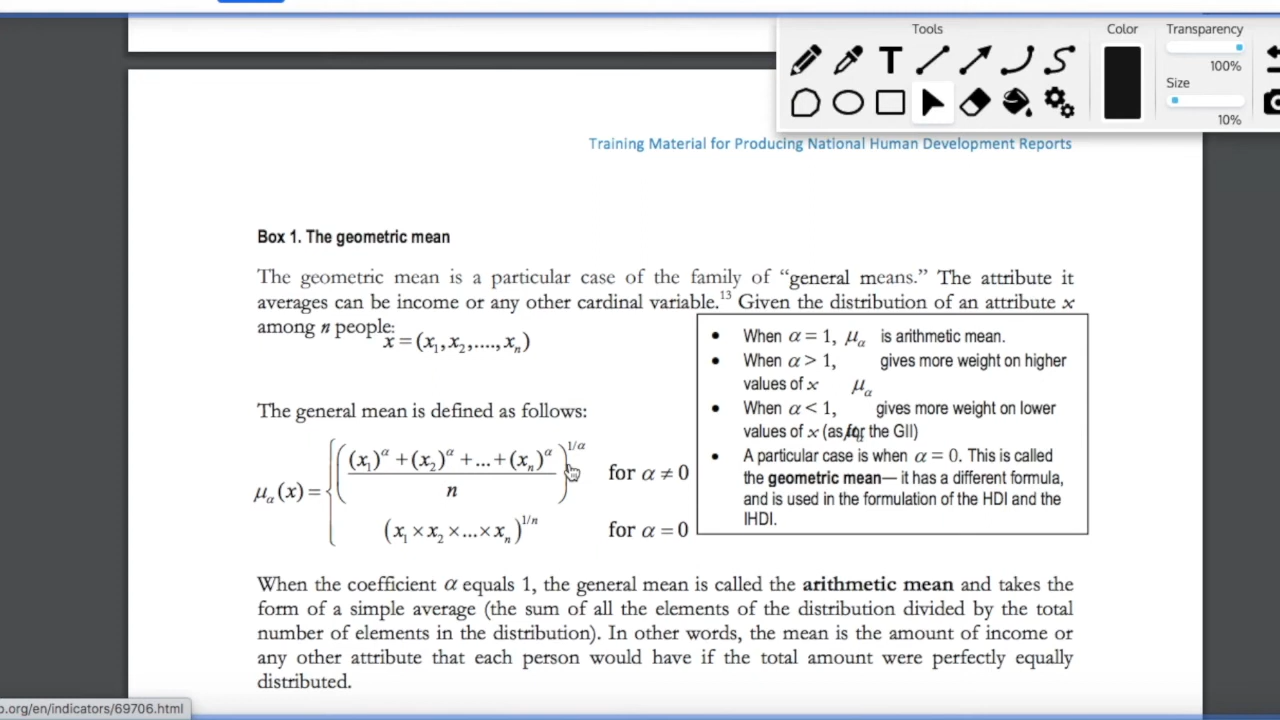 Tools
Color
Transparency
100%
Size
10%
T
Training Material for Producing National Human Development Reports
Box 1. The geometric mean
The geometric mean is a particular case of the family of “general means.” The attribute it
averages can be income or any other cardinal variable.¹³ Given the distribution of an attribute x
among n people:
x = (x₁, x₂, ...., xₙ)
The general mean is defined as follows:
μ_α(x) = { (((x₁)^α + (x₂)^α + ... + (xₙ)^α) / n)^(1/α) for α ≠ 0
(x₁ × x₂ × ... × xₙ)^(1/n) for α = 0
• When α = 1, μ_α is arithmetic mean.
• When α > 1, gives more weight on higher
values of x μ_α
• When α < 1, gives more weight on lower
values of x (as for the GII)
• A particular case is when α = 0. This is called
the geometric mean— it has a different formula,
and is used in the formulation of the HDI and the
IHDI.
When the coefficient α equals 1, the general mean is called the arithmetic mean and takes the
form of a simple average (the sum of all the elements of the distribution divided by the total
number of elements in the distribution). In other words, the mean is the amount of income or
any other attribute that each person would have if the total amount were perfectly equally
distributed.
o.org/en/indicators/69706.html